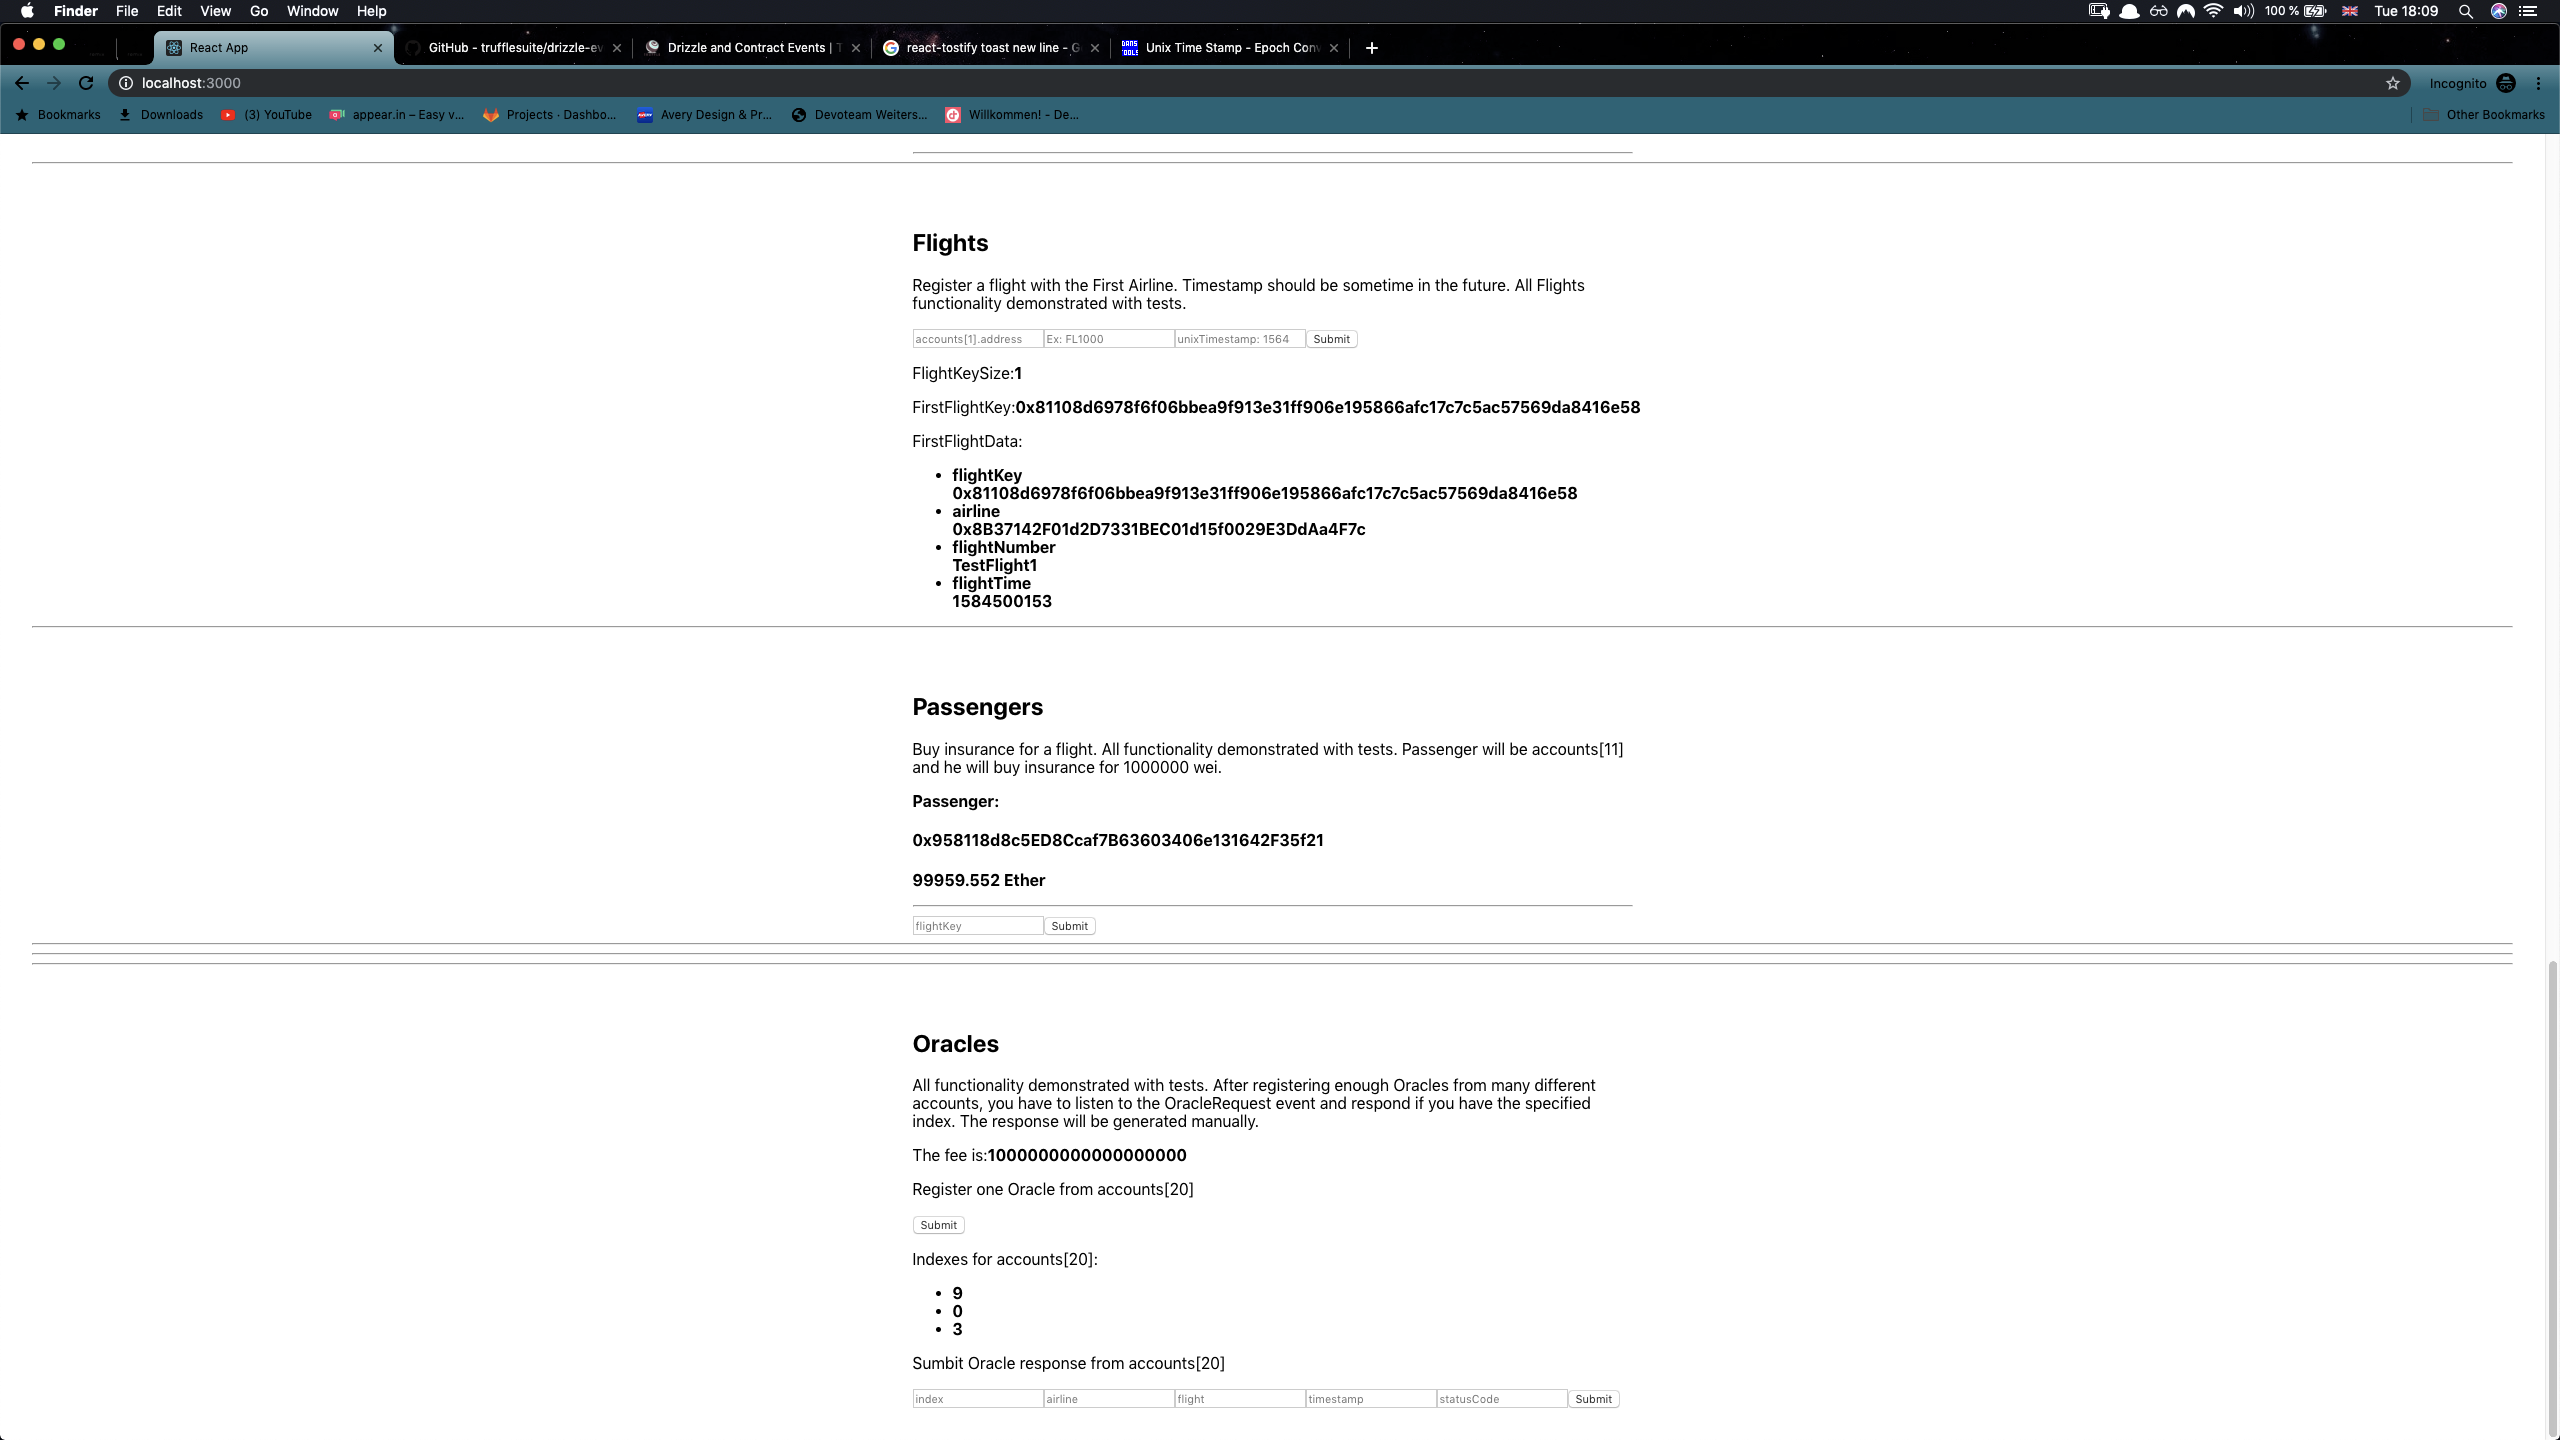 Finder File Edit View Go Window Help 100 % Tue 18:09
React App GitHub - trufflesuite/drizzle-ev Drizzle and Contract Events | T react-tostify toast new line - G Unix Time Stamp - Epoch Conv
localhost:3000 Incognito
Bookmarks Downloads (3) YouTube appear.in – Easy v... Projects · Dashbo... Avery Design & Pr... Devoteam Weiters... Willkommen! - De... Other Bookmarks
Flights
Register a flight with the First Airline. Timestamp should be sometime in the future. All Flights
functionality demonstrated with tests.
accounts[1].address Ex: FL1000 unixTimestamp: 1564 Submit
FlightKeySize:1
FirstFlightKey:0x81108d6978f6f06bbea9f913e31ff906e195866afc17c7c5ac57569da8416e58
FirstFlightData:
• flightKey
0x81108d6978f6f06bbea9f913e31ff906e195866afc17c7c5ac57569da8416e58
• airline
0x8B37142F01d2D7331BEC01d15f0029E3DdAa4F7c
• flightNumber
TestFlight1
• flightTime
1584500153
Passengers
Buy insurance for a flight. All functionality demonstrated with tests. Passenger will be accounts[11]
and he will buy insurance for 1000000 wei.
Passenger:
0x958118d8c5ED8Ccaf7B63603406e131642F35f21
99959.552 Ether
flightKey Submit
Oracles
All functionality demonstrated with tests. After registering enough Oracles from many different
accounts, you have to listen to the OracleRequest event and respond if you have the specified
index. The response will be generated manually.
The fee is:1000000000000000000
Register one Oracle from accounts[20]
Submit
Indexes for accounts[20]:
• 9
• 0
• 3
Sumbit Oracle response from accounts[20]
index airline flight timestamp statusCode Submit